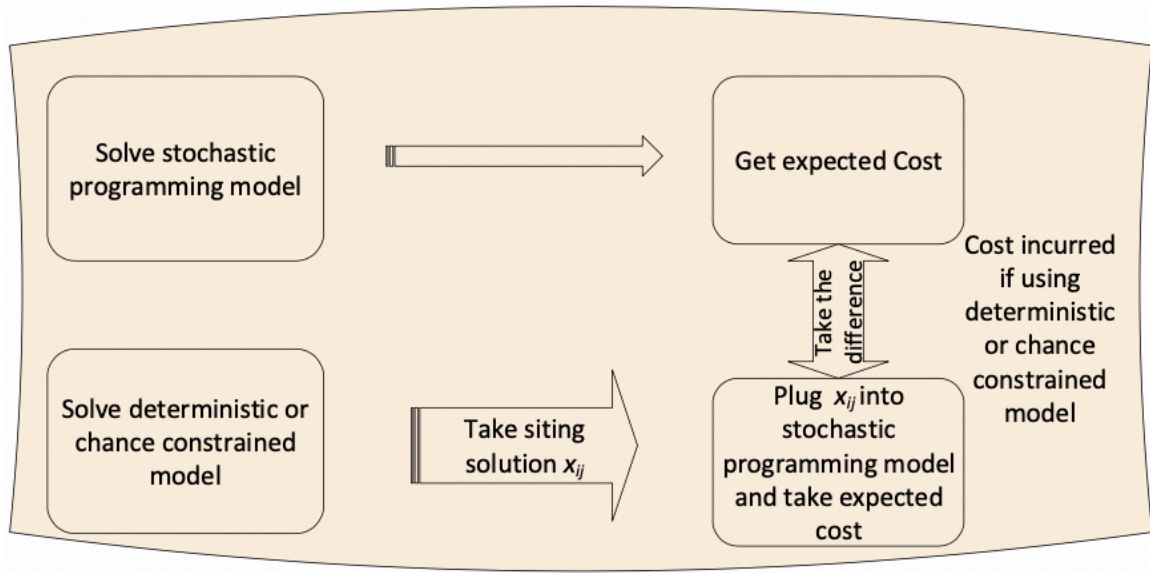 Solve stochastic
programming model
Get expected Cost
Take the
difference
Cost incurred
if using
deterministic
or chance
constrained
model
Solve deterministic or
chance constrained
model
Take siting
solution xij
Plug xij into
stochastic
programming model
and take expected
cost